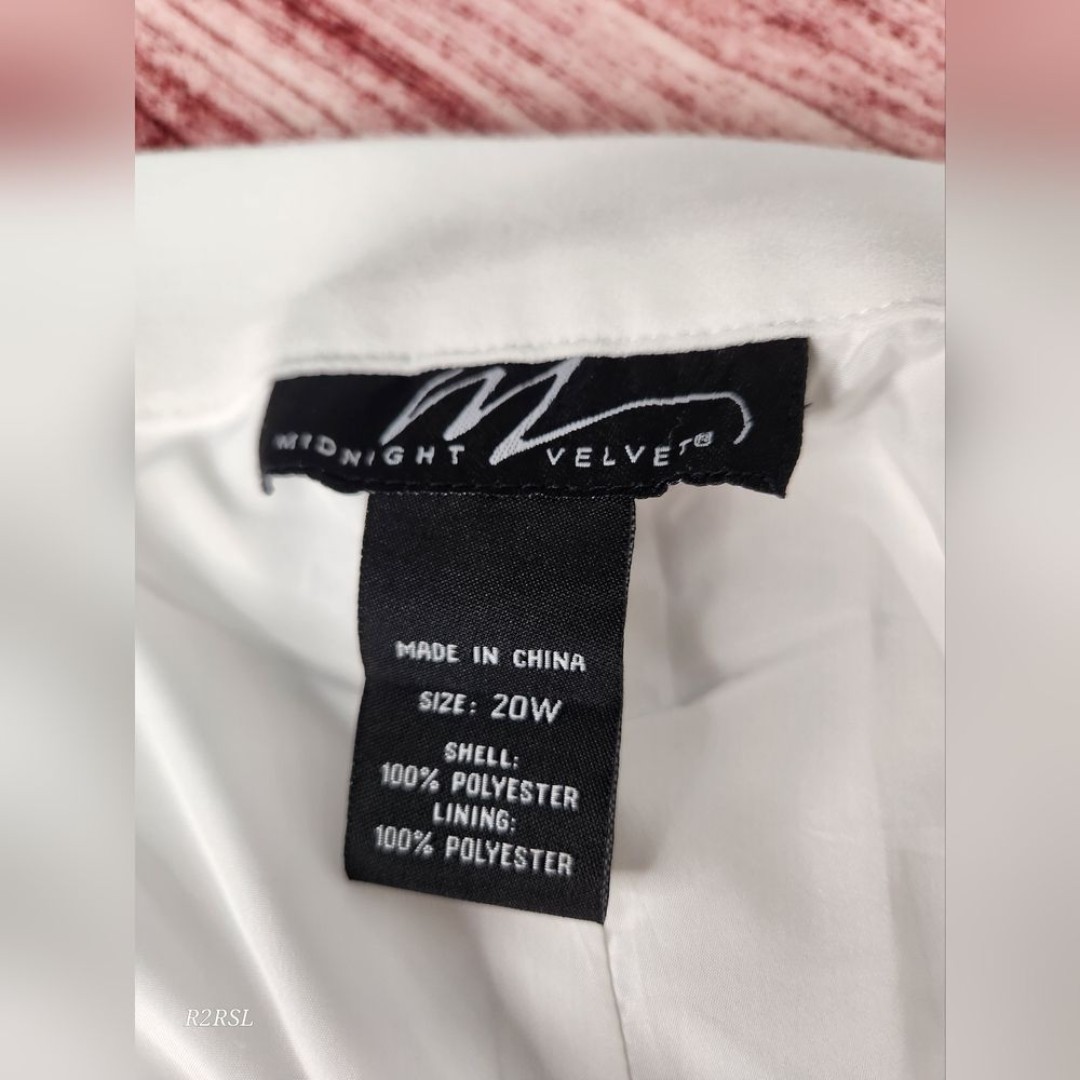 MIDNIGHT VELVET®
MADE IN CHINA
SIZE: 20W
SHELL:
100% POLYESTER
LINING:
100% POLYESTER
R2RSL